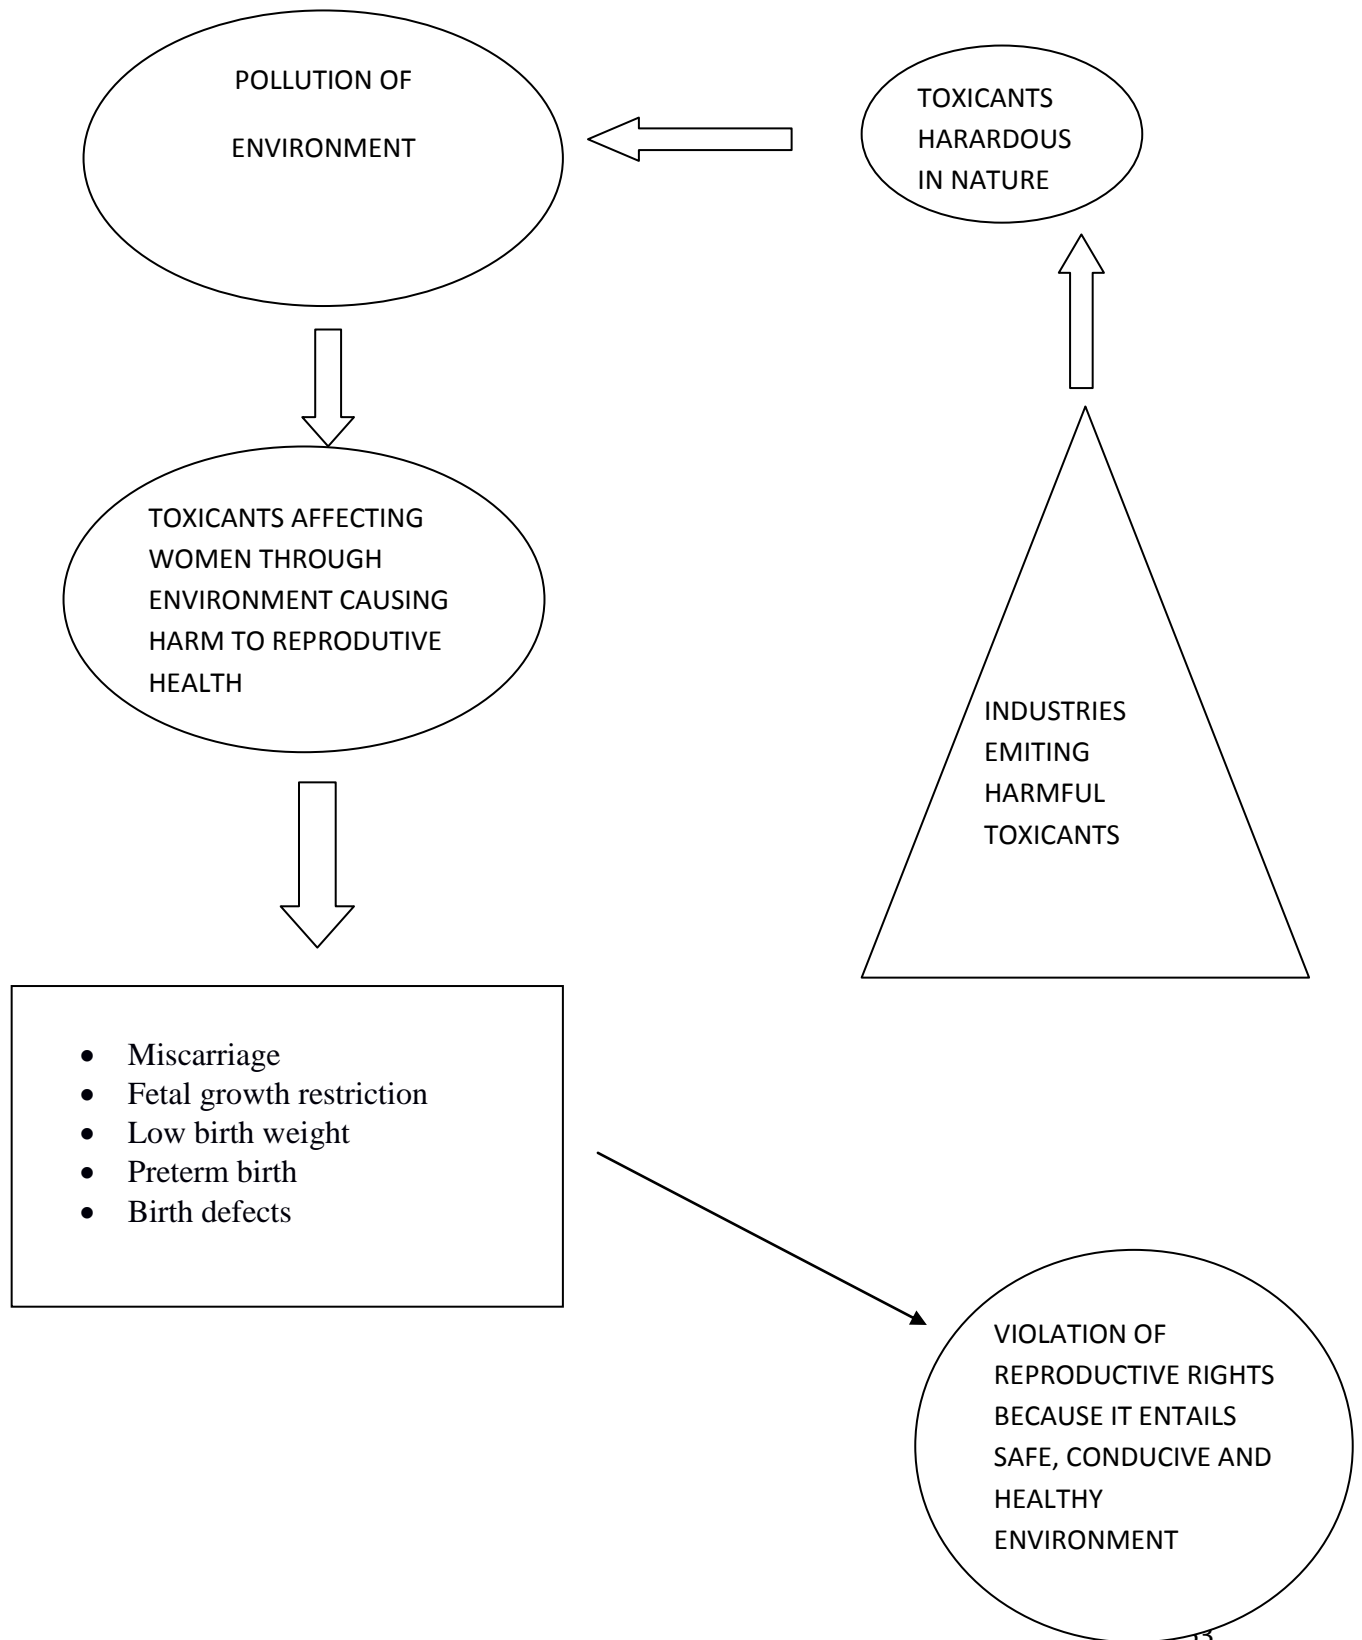 POLLUTION OF
ENVIRONMENT
TOXICANTS
HARARDOUS
IN NATURE
TOXICANTS AFFECTING
WOMEN THROUGH
ENVIRONMENT CAUSING
HARM TO REPRODUTIVE
HEALTH
INDUSTRIES
EMITING
HARMFUL
TOXICANTS
• Miscarriage
• Fetal growth restriction
• Low birth weight
• Preterm birth
• Birth defects
VIOLATION OF
REPRODUCTIVE RIGHTS
BECAUSE IT ENTAILS
SAFE, CONDUCIVE AND
HEALTHY
ENVIRONMENT